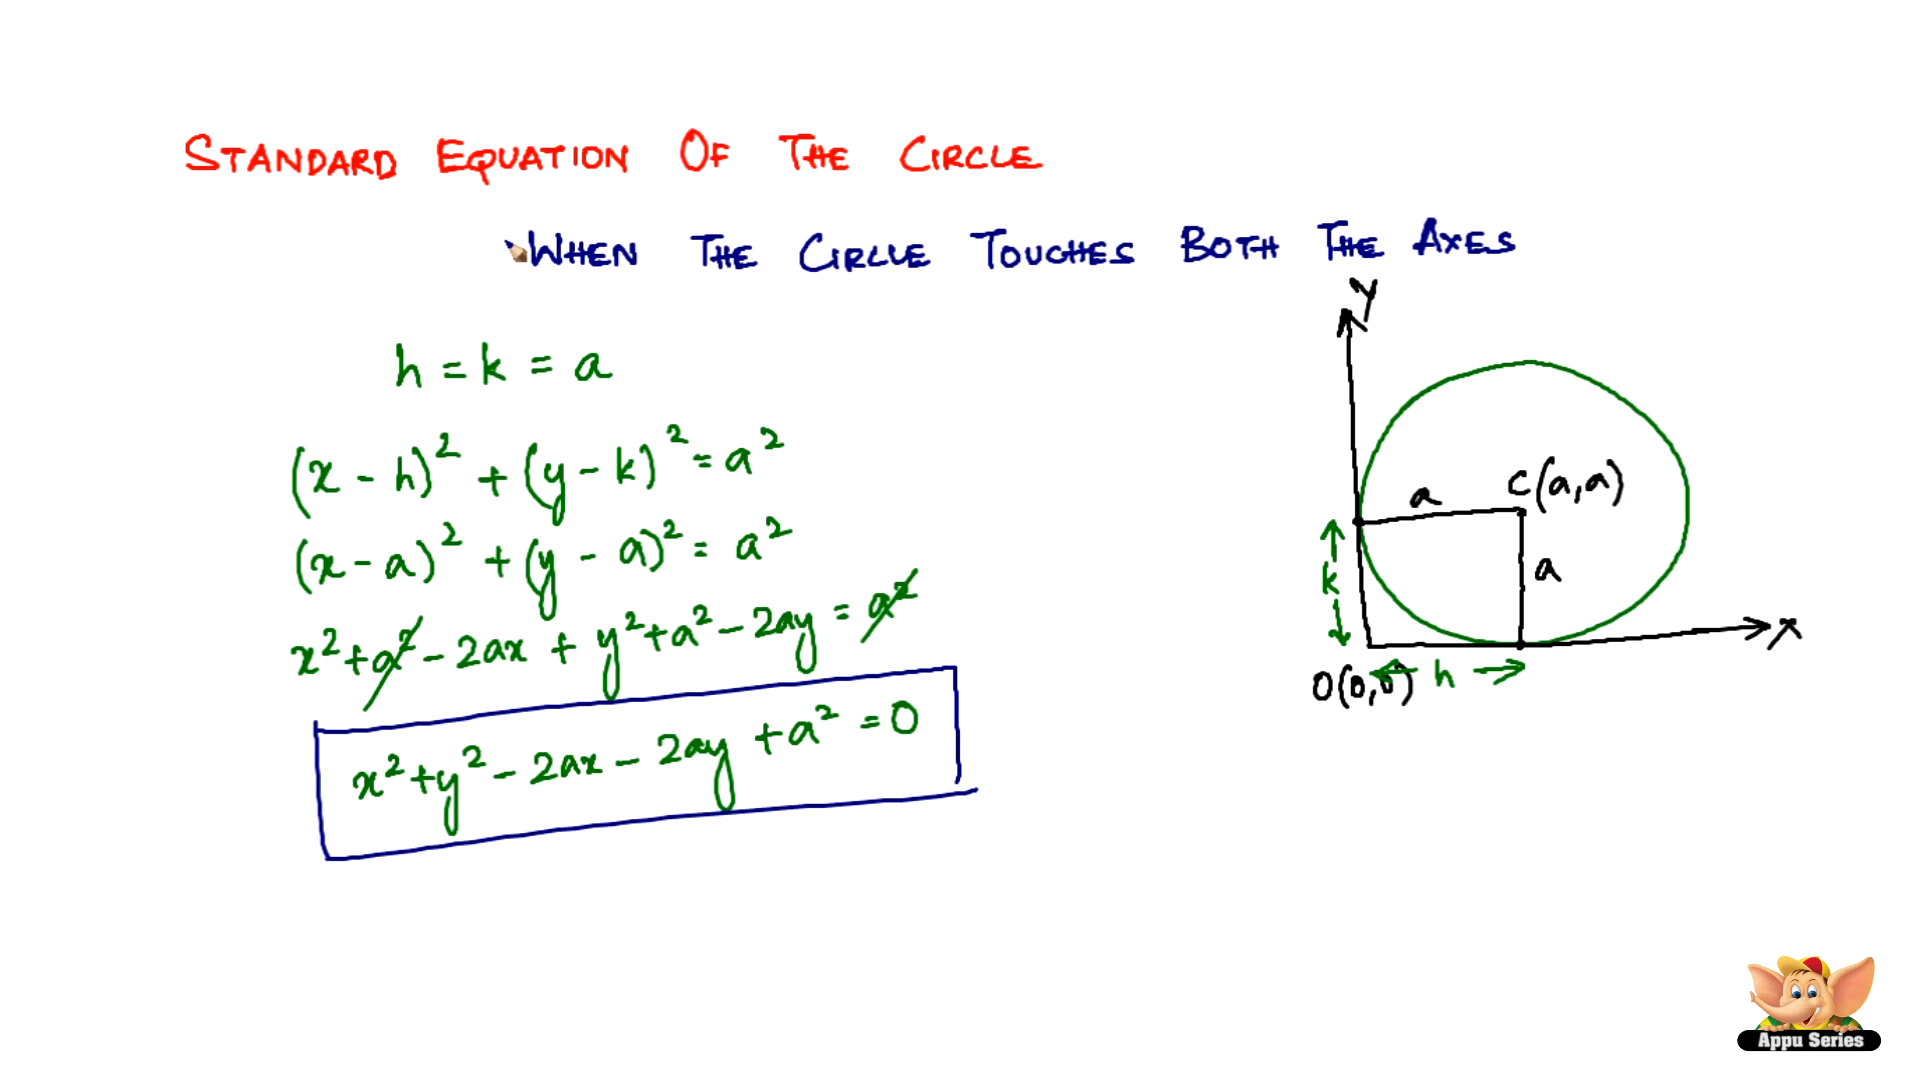 STANDARD EQUATION OF THE CIRCLE
WHEN THE CIRCLE TOUCHES BOTH THE AXES
h = k = a
(x - h)² + (y - k)² = a²
(x - a)² + (y - a)² = a²
x² + a² - 2ax + y² + a² - 2ay = a²
x² + y² - 2ax - 2ay + a² = 0
Y
C(a,a)
a
a
k
X
O(0,0)
h
Appu Series